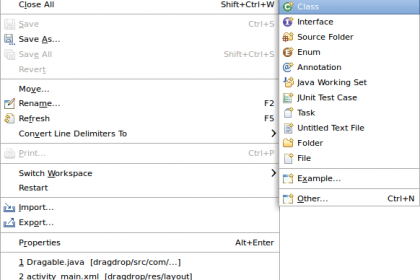 Close All Shift+Ctrl+W
Save Ctrl+S
Save As...
Save All Shift+Ctrl+S
Revert
Move...
Rename... F2
Refresh F5
Convert Line Delimiters To
Print... Ctrl+P
Switch Workspace
Restart
Import...
Export...
Properties Alt+Enter
1 Dragable.java [dragdrop/src/com/...]
2 activity_main.xml [dragdrop/res/layout]
Class
Interface
Source Folder
Enum
Annotation
Java Working Set
JUnit Test Case
Task
Untitled Text File
Folder
File
Example...
Other... Ctrl+N